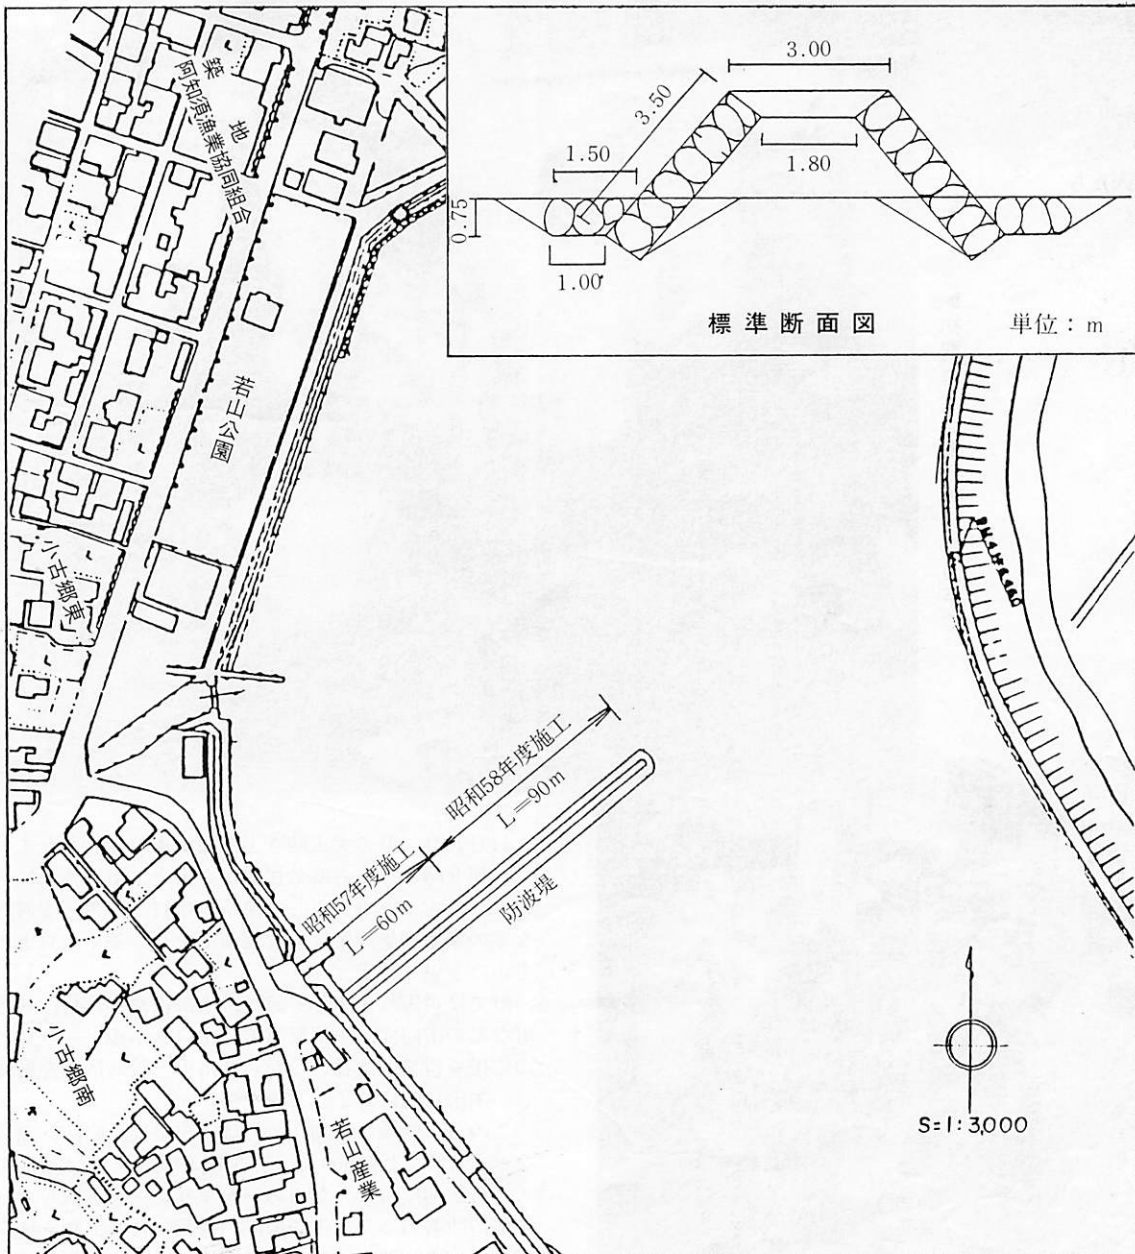 3.00
3.50
1.50
1.80
0.75
1.00
標準断面図
単位：m
築地
阿知須漁業協同組合
若山公園
小古郷東
昭和58年度施工
L=90m
昭和57年度施工
L=60m
防波堤
小古郷南
若山産業
S=1:3,000